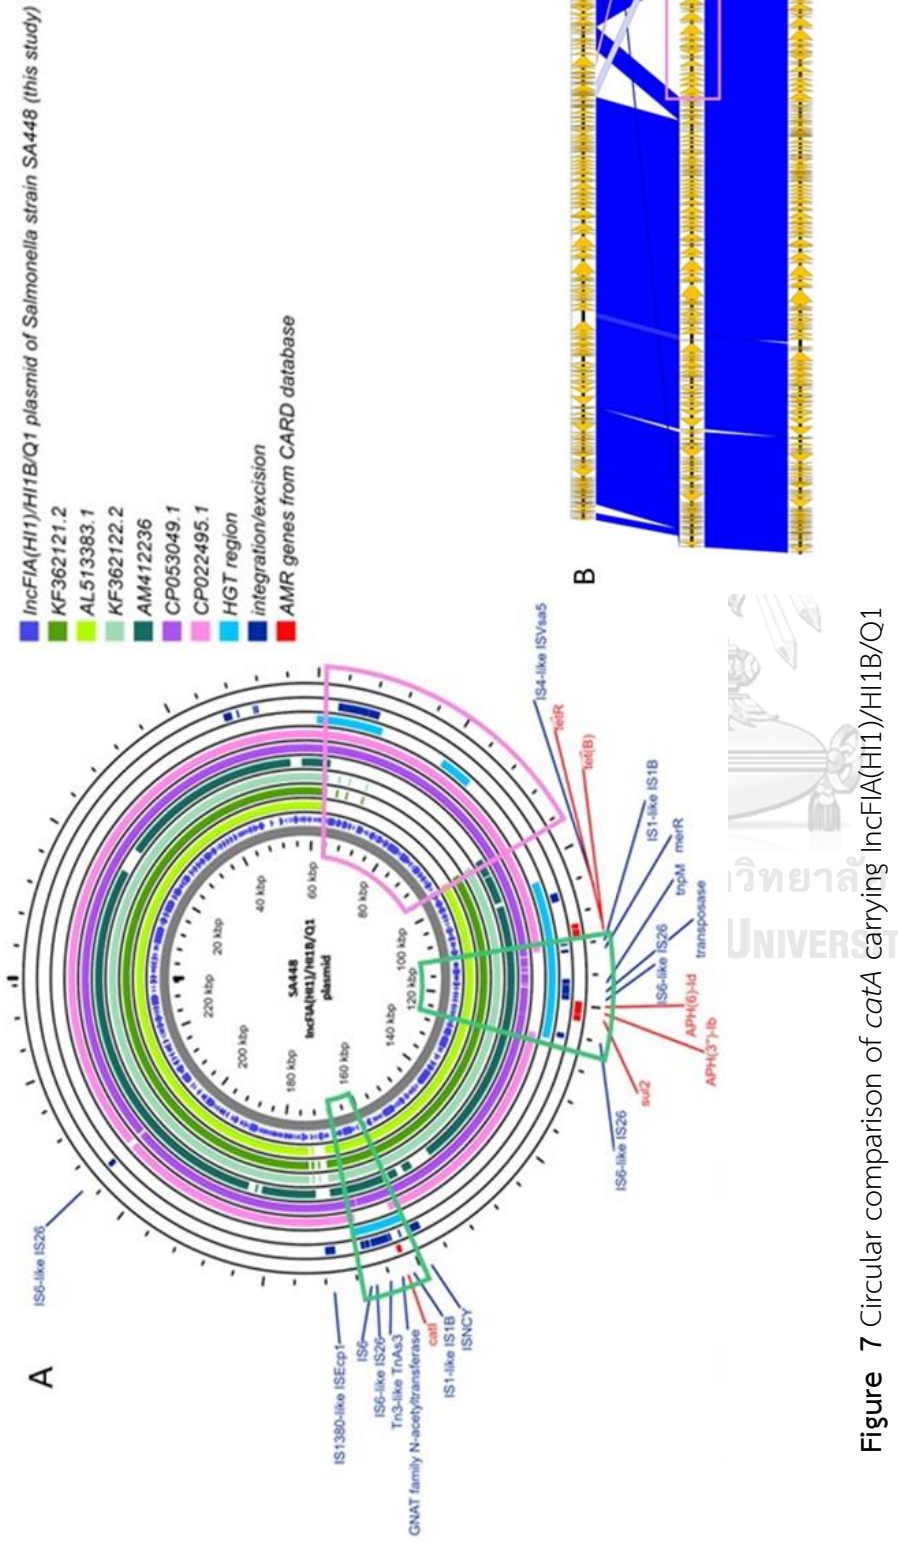 A
IncFIA(HI1)/HI1B/Q1 plasmid of Salmonella strain SA448 (this study)
KF362121.2
AL513383.1
KF362122.2
AM412236
CP053049.1
CP022495.1
HGT region
integration/excision
AMR genes from CARD database
SA448
IncFIA(HI1)/HI1B/Q1
plasmid
20 kbp
40 kbp
60 kbp
80 kbp
100 kbp
120 kbp
140 kbp
160 kbp
180 kbp
200 kbp
220 kbp
IS4-like ISVsa5
tetR
tet(B)
IS1-like IS1B
merR
tnpM
transposase
IS6-like IS26
APH(6)-Id
APH(3'')-Ib
sul2
IS6-like IS26
IS6-like IS26
IS1380-like ISEcp1
IS6
IS6-like IS26
Tn3-like TnAs3
GNAT family N-acetyltransferase
catI
IS1-like IS1B
ISNCY
B
วิทยาลั
UNIVERSIT
Figure 7 Circular comparison of catA carrying IncFIA(HI1)/HI1B/Q1